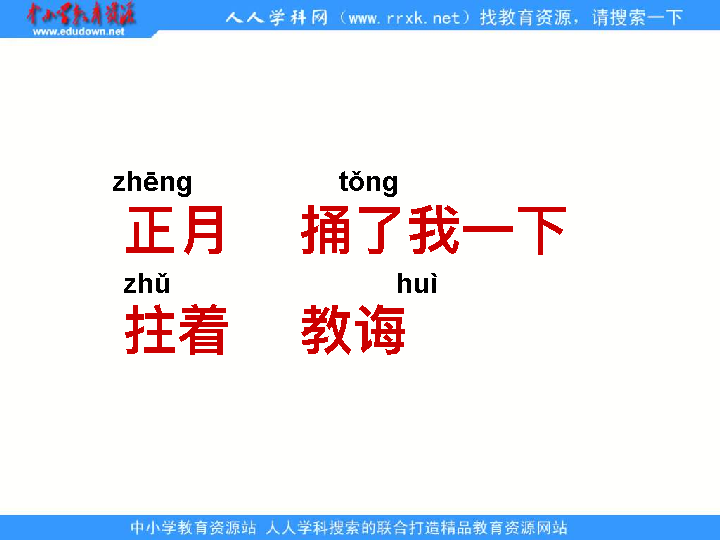 中小学教育资源
www.edudown.net
人人学科网（www.rrxk.net）找教育资源，请搜索一下
zhēng tǒng
正月 捅了我一下
zhǔ huì
拄着 教诲
中小学教育资源站 人人学科搜索的联合打造精品教育资源网站